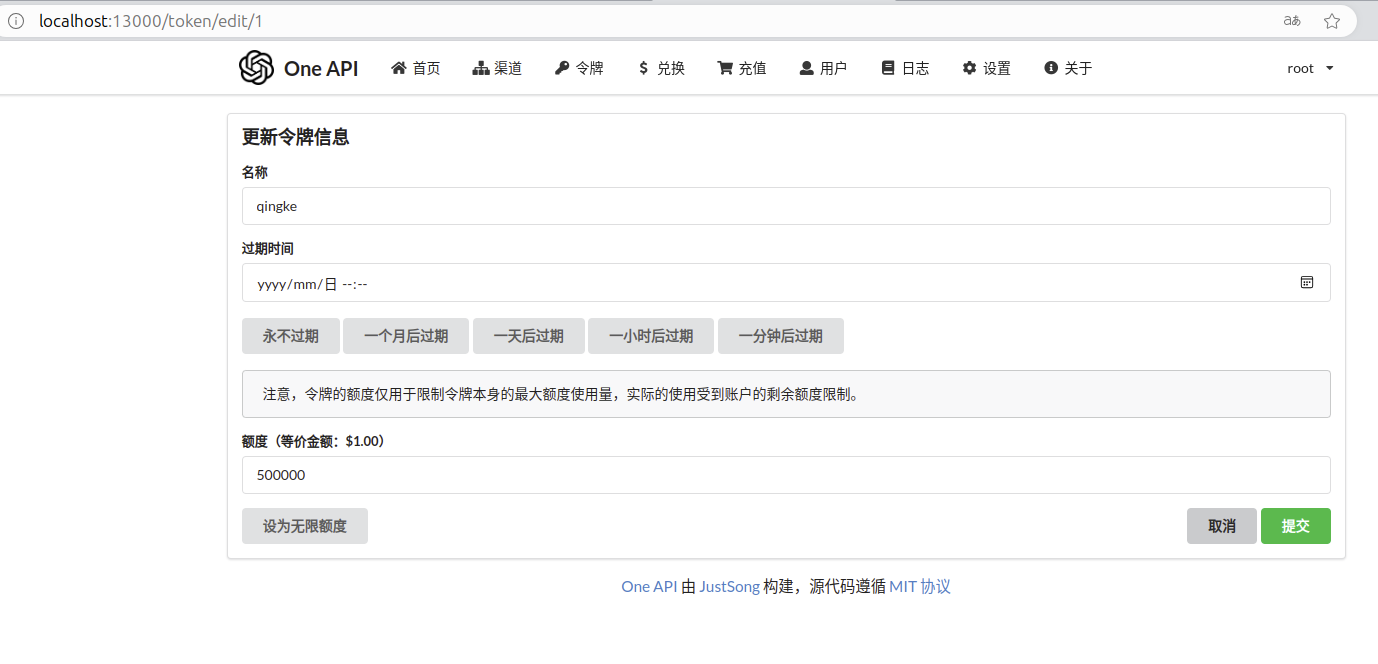 localhost:13000/token/edit/1
One API 首页 渠道 令牌 兑换 充值 用户 日志 设置 关于 root
更新令牌信息
名称
qingke
过期时间
yyyy/mm/日 --:--
永不过期 一个月后过期 一天后过期 一小时后过期 一分钟后过期
注意，令牌的额度仅用于限制令牌本身的最大额度使用量，实际的使用受到账户的剩余额度限制。
额度（等价金额：$1.00）
500000
设为无限额度 取消 提交
One API 由 JustSong 构建，源代码遵循 MIT 协议